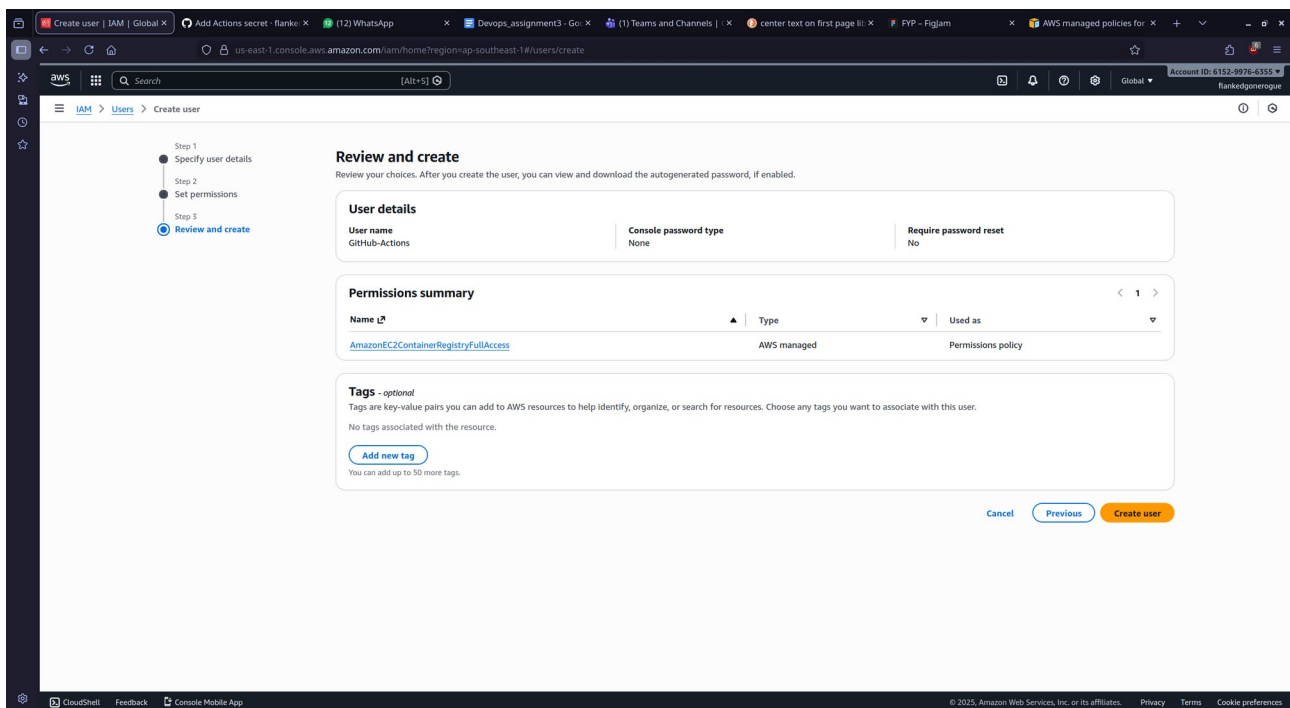 Create user | IAM | Global
Add Actions secret · flanke
(12) WhatsApp
Devops_assignment3 - Goo
(1) Teams and Channels |
center text on first page lib
FYP – FigJam
AWS managed policies for
us-east-1.console.aws.amazon.com/iam/home?region=ap-southeast-1#/users/create
aws
Search
[Alt+S]
Global
Account ID: 6152-9976-6355
flankedgonerogue
IAM > Users > Create user
Step 1
Specify user details
Step 2
Set permissions
Step 3
Review and create
Review and create
Review your choices. After you create the user, you can view and download the autogenerated password, if enabled.
User details
User name
GitHub-Actions
Console password type
None
Require password reset
No
Permissions summary
1
Name
Type
Used as
AmazonEC2ContainerRegistryFullAccess
AWS managed
Permissions policy
Tags - optional
Tags are key-value pairs you can add to AWS resources to help identify, organize, or search for resources. Choose any tags you want to associate with this user.
No tags associated with the resource.
Add new tag
You can add up to 50 more tags.
Cancel
Previous
Create user
CloudShell
Feedback
Console Mobile App
© 2025, Amazon Web Services, Inc. or its affiliates.
Privacy
Terms
Cookie preferences